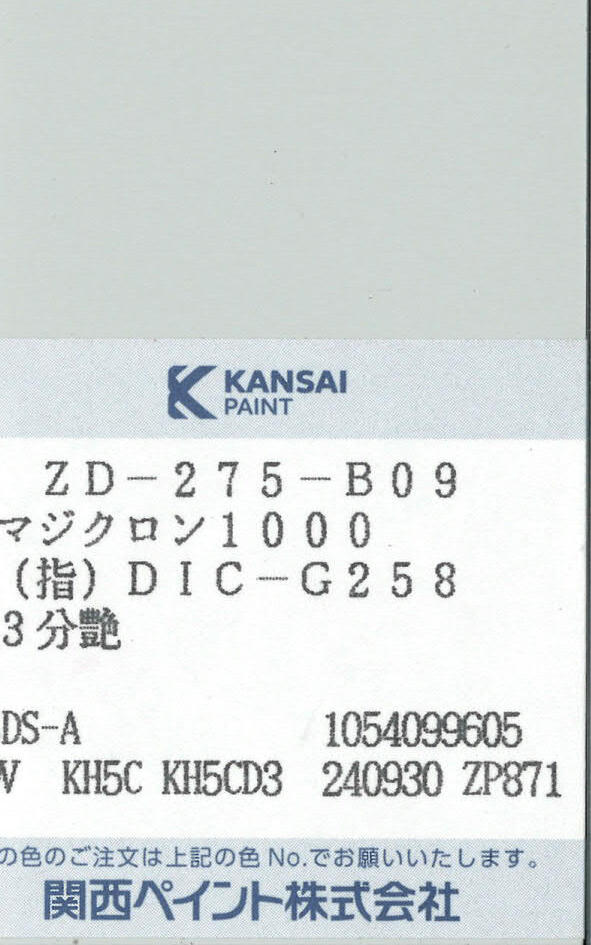 KANSAI
PAINT
ZD-275-B09
マジクロン1000
(指)DIC-G258
3分艶
DS-A 1054099605
KH5C KH5CD3 240930 ZP871
の色のご注文は上記の色No.でお願いいたします。
関西ペイント株式会社